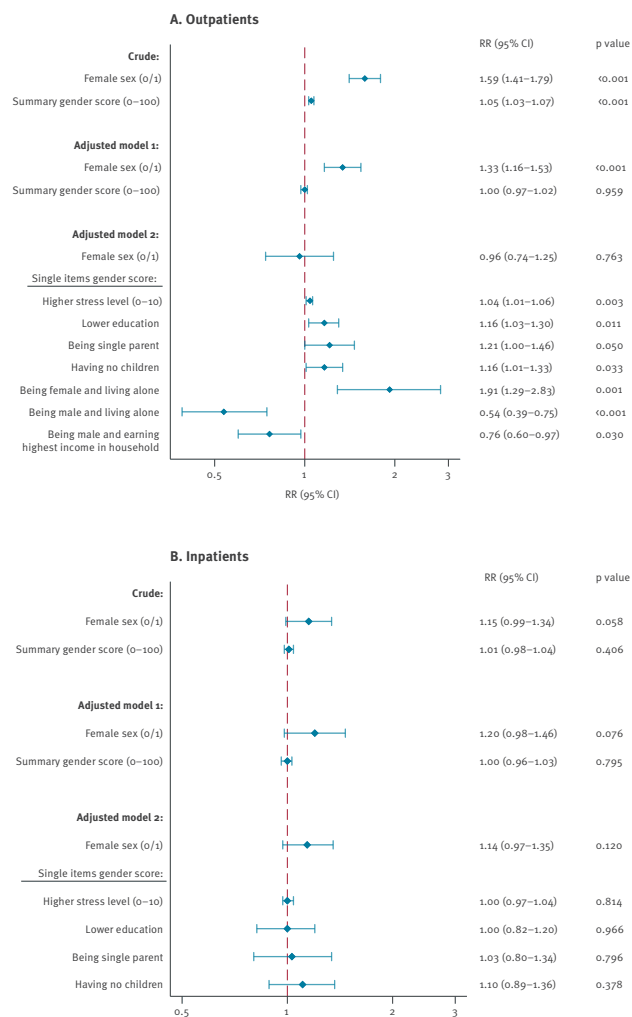 A. Outpatients
RR (95% CI) p value
Crude:
Female sex (0/1) 1.59 (1.41–1.79) <0.001
Summary gender score (0–100) 1.05 (1.03–1.07) <0.001
Adjusted model 1:
Female sex (0/1) 1.33 (1.16–1.53) <0.001
Summary gender score (0–100) 1.00 (0.97–1.02) 0.959
Adjusted model 2:
Female sex (0/1) 0.96 (0.74–1.25) 0.763
Single items gender score:
Higher stress level (0–10) 1.04 (1.01–1.06) 0.003
Lower education 1.16 (1.03–1.30) 0.011
Being single parent 1.21 (1.00–1.46) 0.050
Having no children 1.16 (1.01–1.33) 0.033
Being female and living alone 1.91 (1.29–2.83) 0.001
Being male and living alone 0.54 (0.39–0.75) <0.001
Being male and earning 0.76 (0.60–0.97) 0.030
highest income in household
0.5 1 2 3
RR (95% CI)
B. Inpatients
RR (95% CI) p value
Crude:
Female sex (0/1) 1.15 (0.99–1.34) 0.058
Summary gender score (0–100) 1.01 (0.98–1.04) 0.406
Adjusted model 1:
Female sex (0/1) 1.20 (0.98–1.46) 0.076
Summary gender score (0–100) 1.00 (0.96–1.03) 0.795
Adjusted model 2:
Female sex (0/1) 1.14 (0.97–1.35) 0.120
Single items gender score:
Higher stress level (0–10) 1.00 (0.97–1.04) 0.814
Lower education 1.00 (0.82–1.20) 0.966
Being single parent 1.03 (0.80–1.34) 0.796
Having no children 1.10 (0.89–1.36) 0.378
0.5 1 2 3